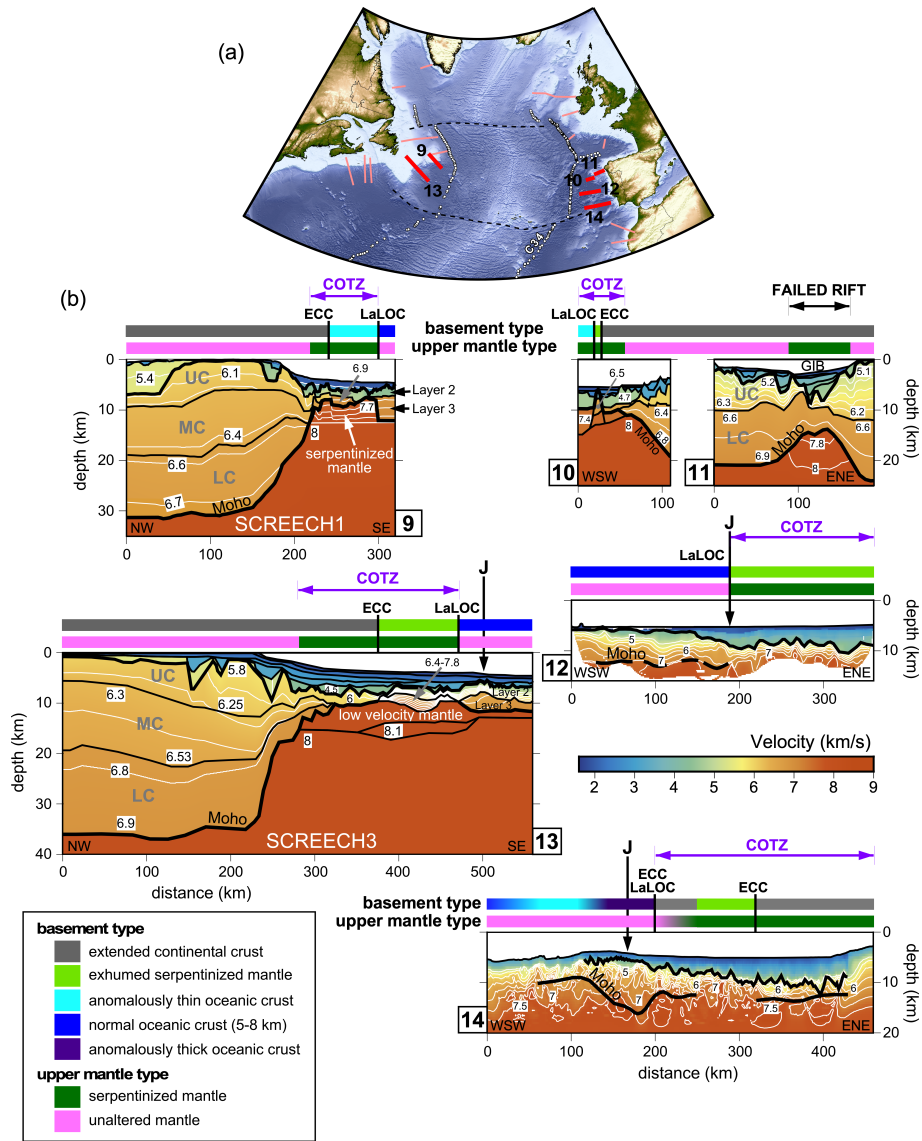 (a)
9
13
11
10
12
14
C34
(b)
COTZ
ECC LaLOC
basement type
upper mantle type
COTZ
LaLOC ECC
FAILED RIFT
depth (km)
0
10
20
30
5.4
UC
6.1
MC
6.4
6.6
LC
6.7
Moho
6.9
7.7
8
serpentinized
mantle
Layer 2
Layer 3
NW SCREECH1 SE
9
0 100 200 300
6.5
4.7
6.4
7.4
8
6.8
Moho
10
WSW
0 100
GIB
5.1
5.2
UC
6.3
6.6
6.2
6.6
LC
Moho
6.9
7.8
8
11
ENE
0 100
0
10
20
depth (km)
COTZ
J
ECC LaLOC
depth (km)
0
10
20
30
40
UC
5.8
6.3
6.25
MC
6.53
6.8
LC
6.9
Moho
4.5
6
6.4-7.8
Layer 2
Layer 3
low velocity mantle
8
8.1
NW SCREECH3 SE
13
0 100 200 300 400 500
distance (km)
J
COTZ
LaLOC
5
6
Moho
7
7
6
7
12
WSW ENE
0 100 200 300
0
10
20
depth (km)
Velocity (km/s)
2 3 4 5 6 7 8 9
J
COTZ
ECC
LaLOC
ECC
basement type
upper mantle type
5
6
6
6
6
7
7
7
7.5
7.5
7.5
Moho
14
WSW ENE
0 100 200 300 400
distance (km)
0
10
20
depth (km)
basement type
extended continental crust
exhumed serpentinized mantle
anomalously thin oceanic crust
normal oceanic crust (5-8 km)
anomalously thick oceanic crust
upper mantle type
serpentinized mantle
unaltered mantle